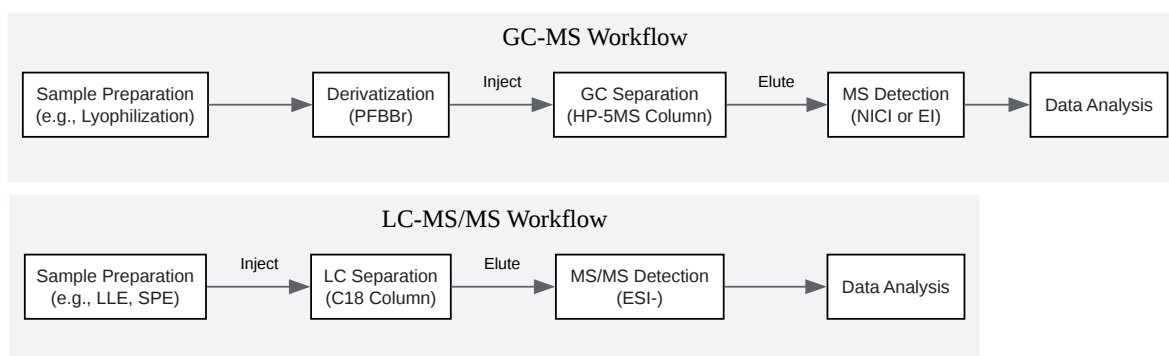 GC-MS Workflow
Sample Preparation
(e.g., Lyophilization)
Derivatization
(PFBBr)
Inject
GC Separation
(HP-5MS Column)
Elute
MS Detection
(NICI or EI)
Data Analysis
LC-MS/MS Workflow
Sample Preparation
(e.g., LLE, SPE)
Inject
LC Separation
(C18 Column)
Elute
MS/MS Detection
(ESI-)
Data Analysis